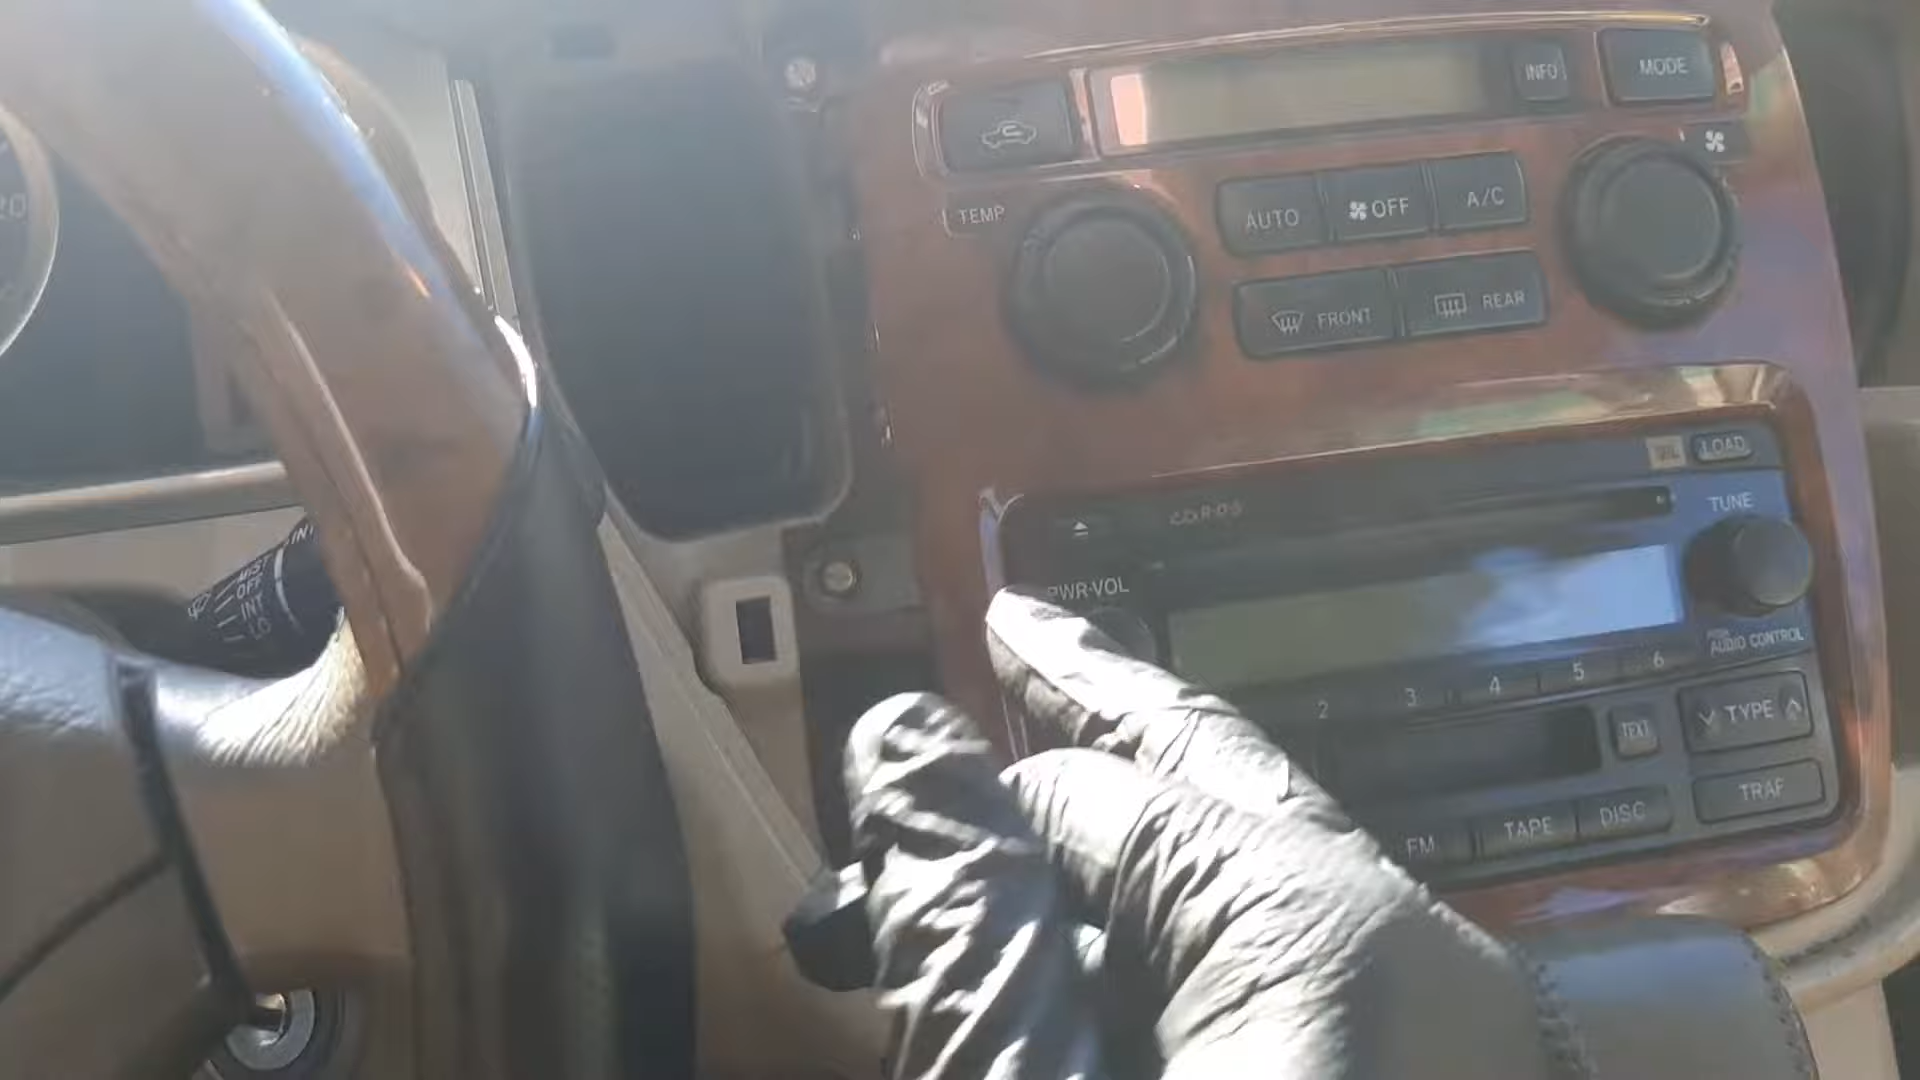 INFO
MODE
TEMP
AUTO
OFF
A/C
FRONT
REAR
LOAD
TUNE
PWR·VOL
AUDIO CONTROL
2 3 4 5 6
TEXT
TYPE
TRAF
FM
TAPE
DISC
MIST
OFF
INT
LO